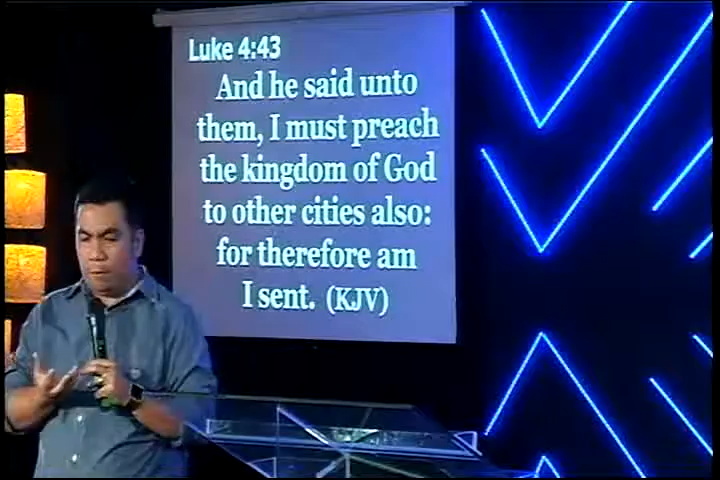 Luke 4:43
And he said unto
them, I must preach
the kingdom of God
to other cities also:
for therefore am
I sent. (KJV)